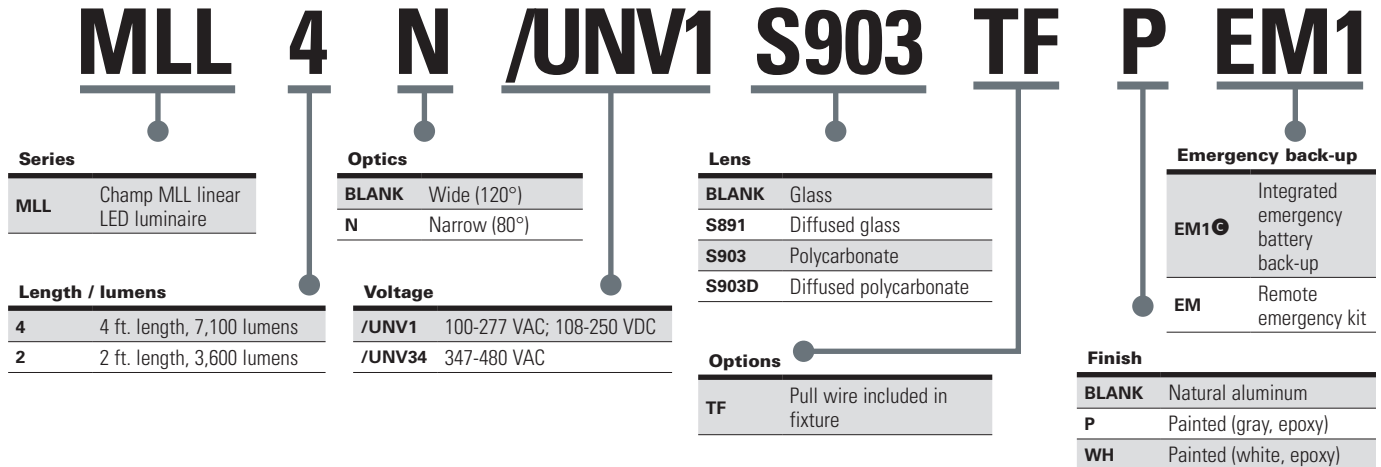 MLL 4 N /UNV1 S903 TF P EM1
Series
MLL Champ MLL linear
LED luminaire
Length / lumens
4 4 ft. length, 7,100 lumens
2 2 ft. length, 3,600 lumens
Optics
BLANK Wide (120°)
N Narrow (80°)
Voltage
/UNV1 100-277 VAC; 108-250 VDC
/UNV34 347-480 VAC
Lens
BLANK Glass
S891 Diffused glass
S903 Polycarbonate
S903D Diffused polycarbonate
Options
TF Pull wire included in
fixture
Emergency back-up
EM1 C Integrated
emergency
battery
back-up
EM Remote
emergency kit
Finish
BLANK Natural aluminum
P Painted (gray, epoxy)
WH Painted (white, epoxy)